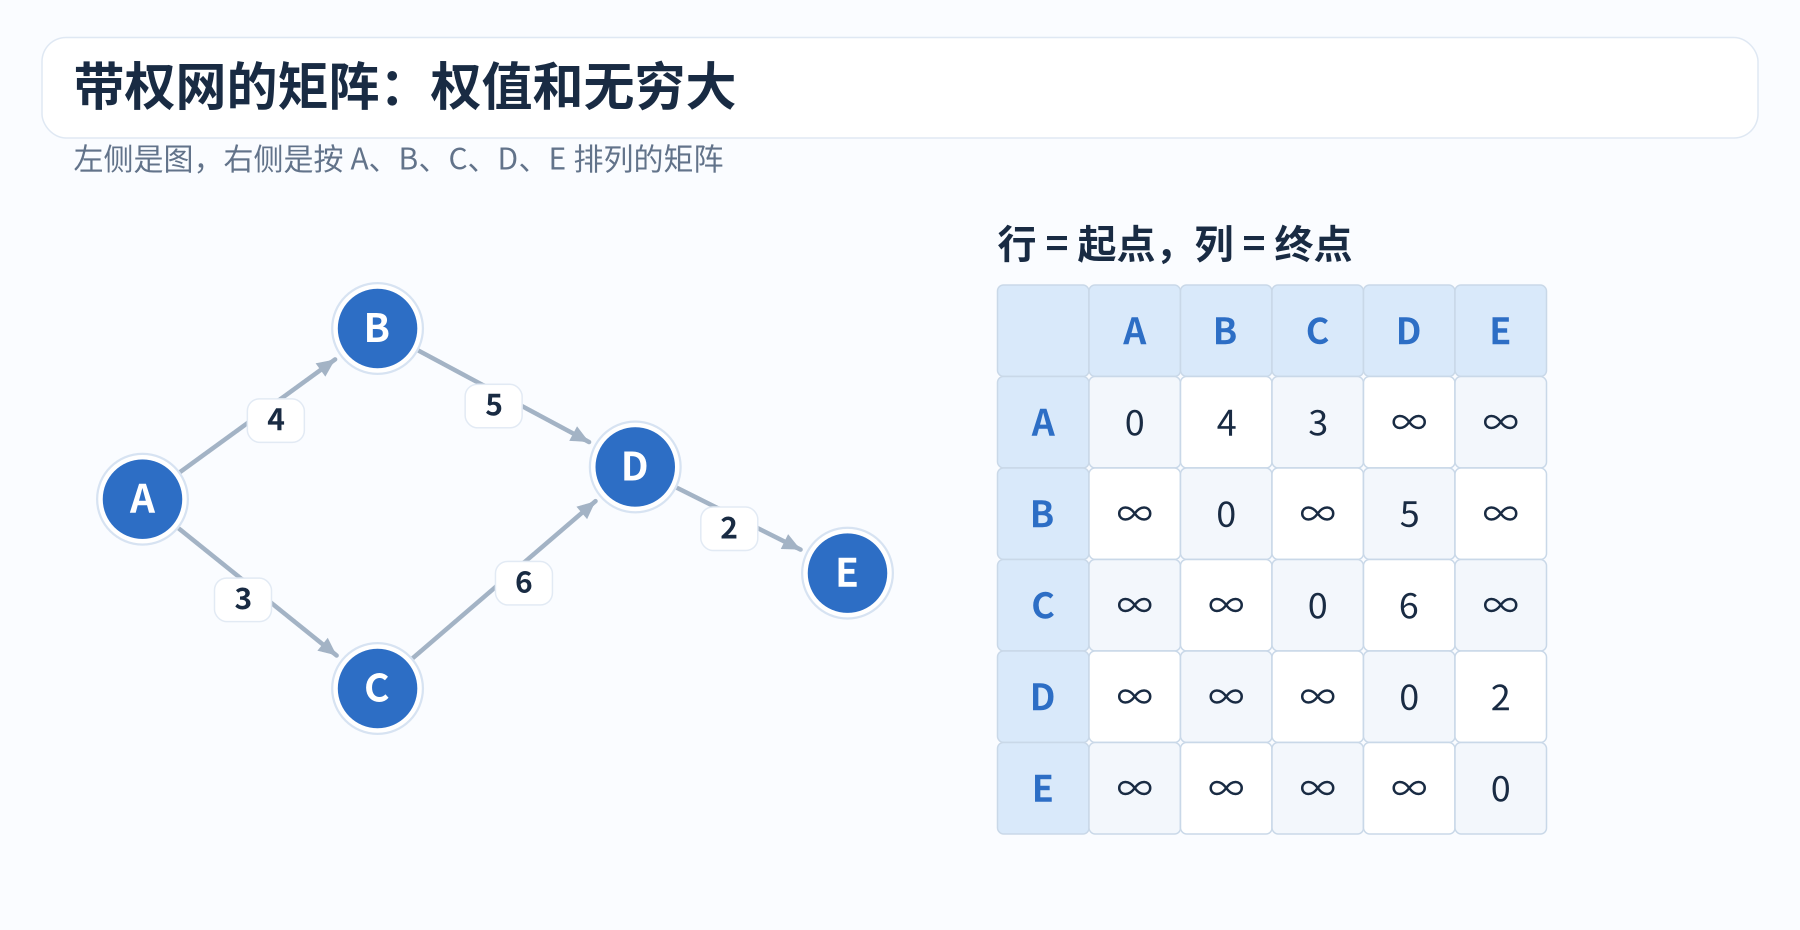 带权网的矩阵：权值和无穷大
左侧是图，右侧是按 A、B、C、D、E 排列的矩阵
行 = 起点，列 = 终点
B
4
5
A
D
2
E
3
6
C
A B C D E
A 0 4 3 ∞ ∞
B ∞ 0 ∞ 5 ∞
C ∞ ∞ 0 6 ∞
D ∞ ∞ ∞ 0 2
E ∞ ∞ ∞ ∞ 0